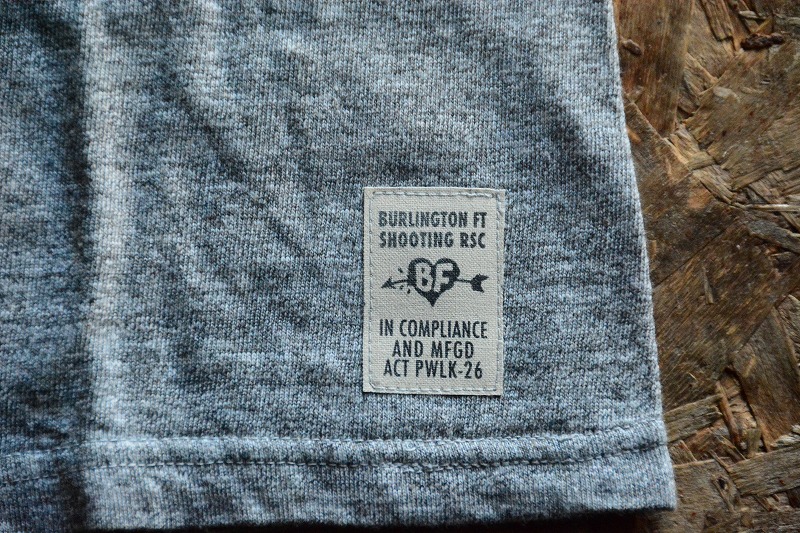 BURLINGTON FT
SHOOTING RSC
BF
IN COMPLIANCE
AND MFGD
ACT PWLK-26